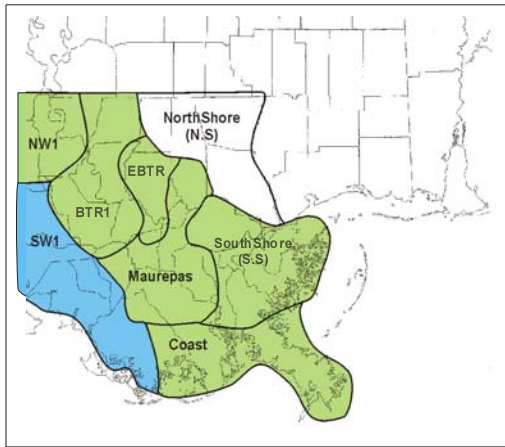 NorthShore
(N.S)
NW1
EBTR
BTR1
SW1
SouthShore
(S.S)
Maurepas
Coast